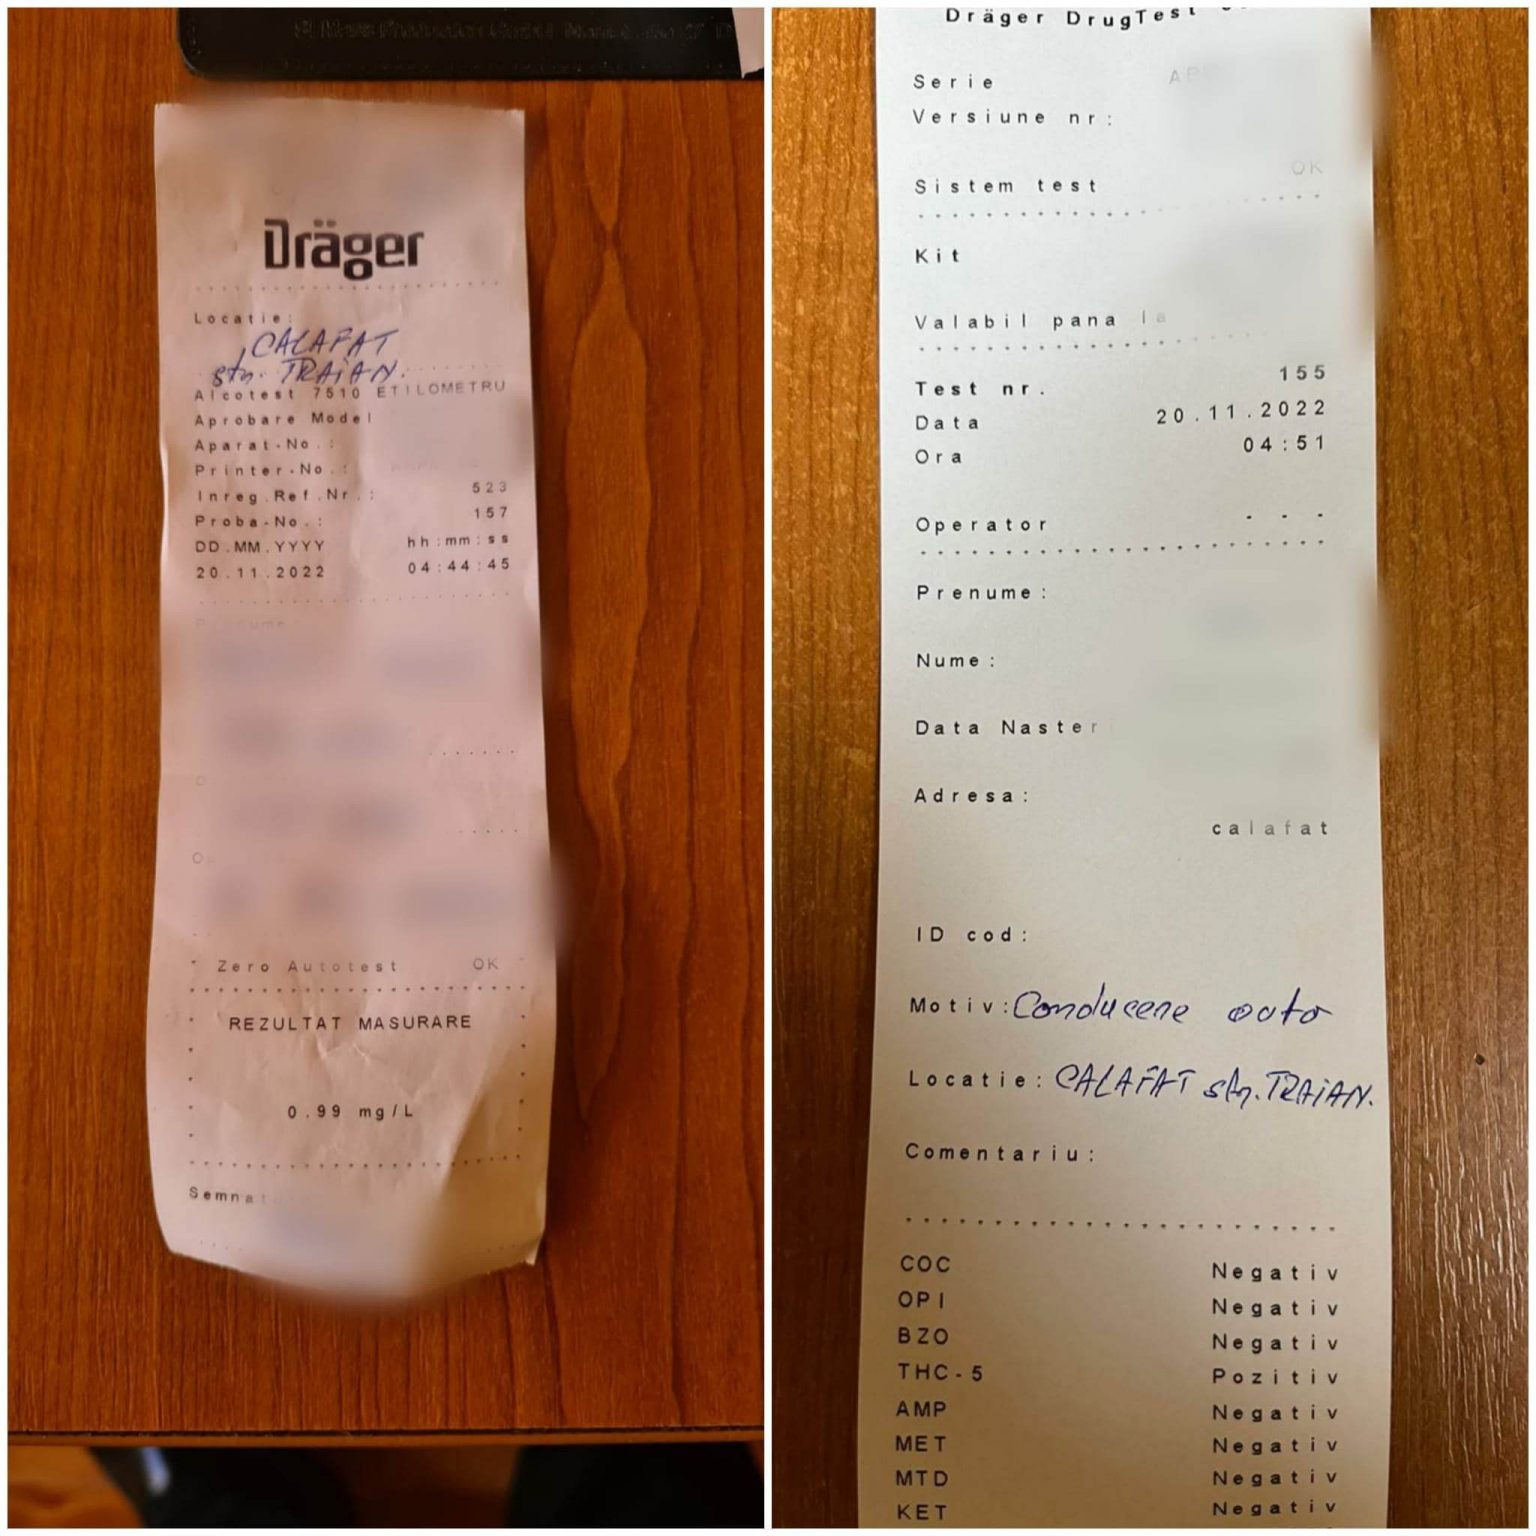 Dräger
Locatie:
CALAFAT
str. TRAiAN.
Alcotest 7510 ETILOMETRU
Aprobare Model
Aparat-No.:
Printer-No.:
Inreg.Ref.Nr.: 523
Proba-No.: 157
DD.MM.YYYY hh:mm:ss
20.11.2022 04:44:45
Zero Autotest OK
REZULTAT MASURARE
0.99 mg/L
Dräger DrugTest
Serie
Versiune nr:
Sistem test OK
Kit
Valabil pana la
Test nr. 155
Data 20.11.2022
Ora 04:51
Operator - - -
Prenume:
Nume:
Data Naster
Adresa:
calafat
ID cod:
Motiv: Conducere auto
Locatie: CALAFAT str. TRAiAN.
Comentariu:
COC Negativ
OPI Negativ
BZO Negativ
THC-5 Pozitiv
AMP Negativ
MET Negativ
MTD Negativ
KET Negativ